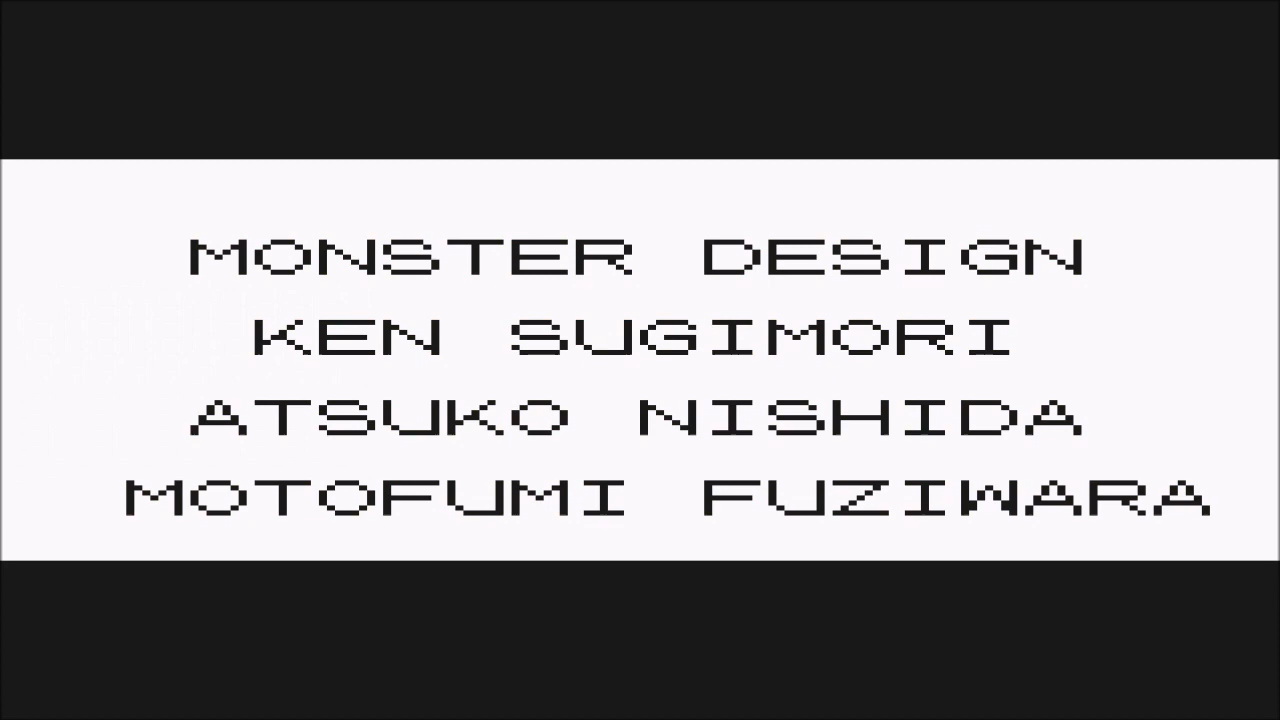 MONSTER DESIGN
KEN SUGIMORI
ATSUKO NISHIDA
MOTOFUMI FUZIWARA